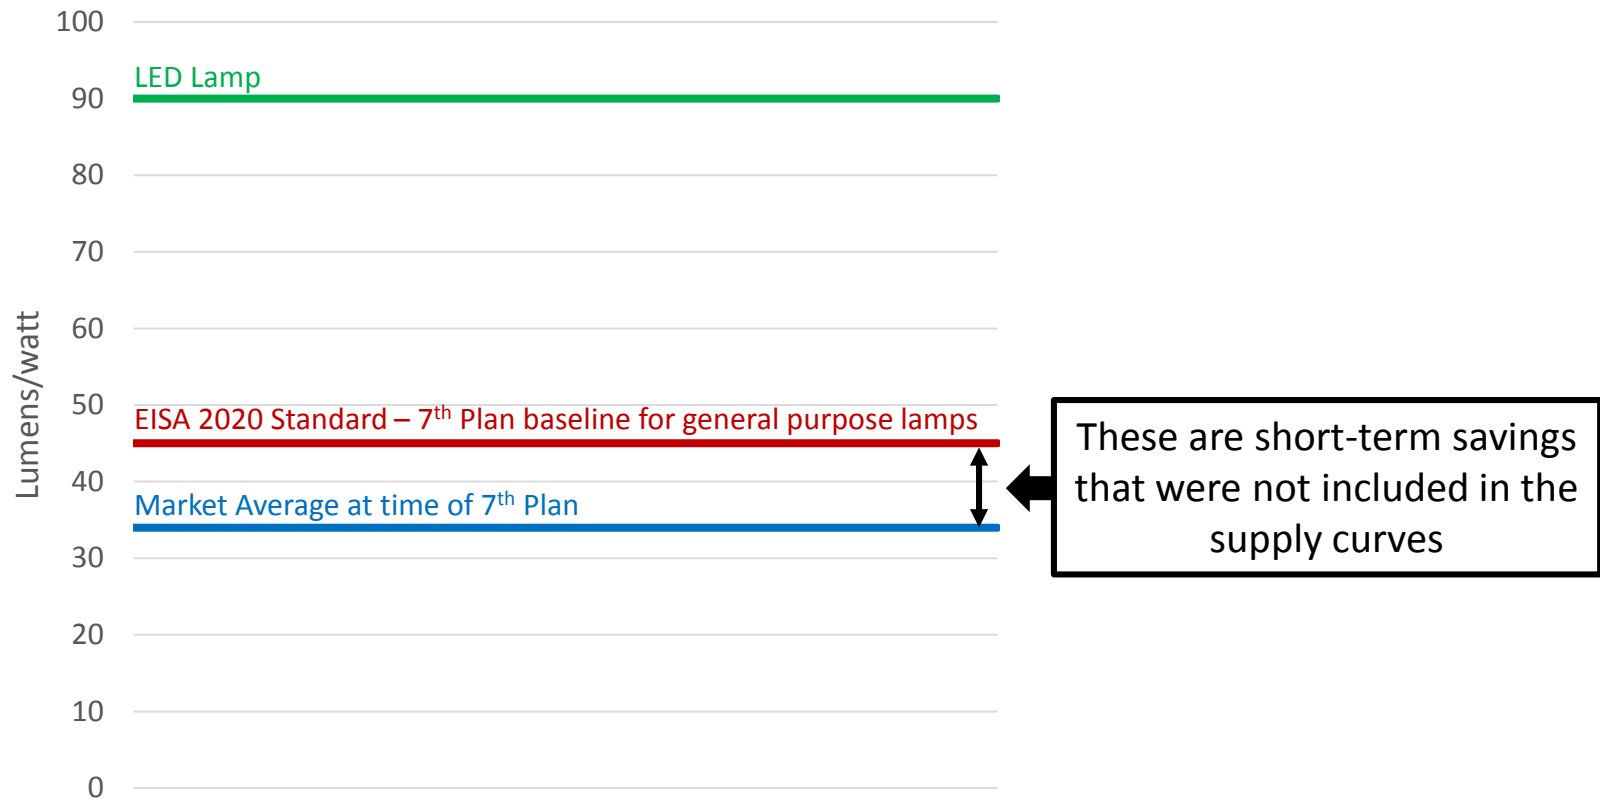 100
LED Lamp
90
80
70
Lumens/watt
60
50
EISA 2020 Standard – 7th Plan baseline for general purpose lamps
40
Market Average at time of 7th Plan
30
20
10
0
These are short-term savings
that were not included in the
supply curves